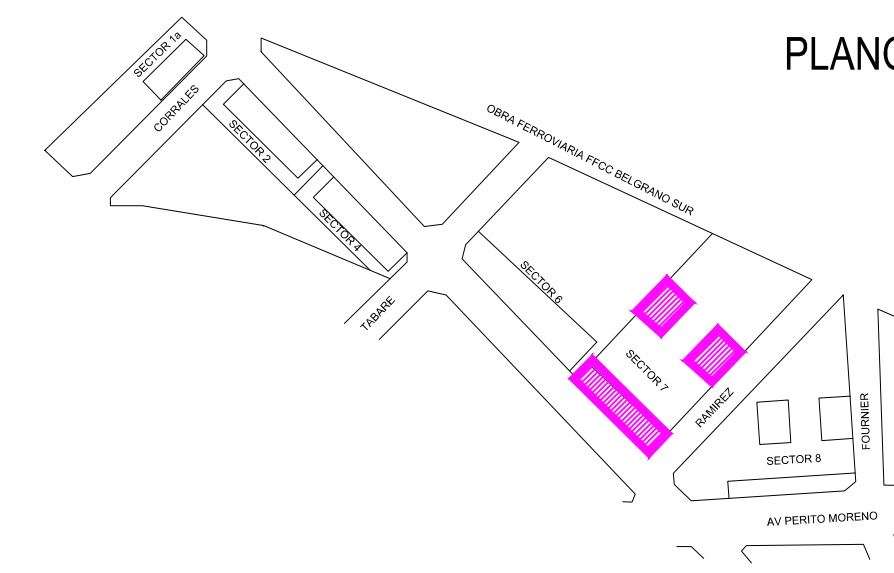 SECTOR 1a
PLANO
CORRALES
OBRA FERROVIARIA FFCC BELGRANO SUR
SECTOR 2
SECTOR 4
SECTOR 6
TABARE
SECTOR 7
RAMIREZ
FOURNIER
SECTOR 8
AV PERITO MORENO